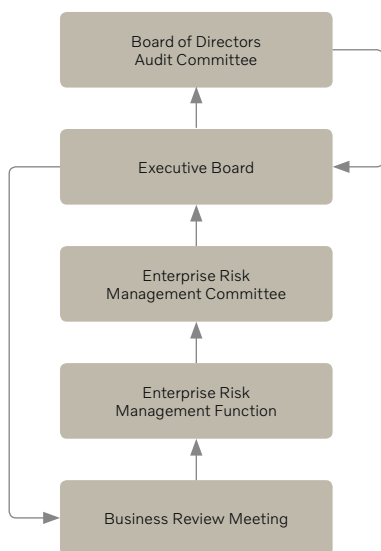 Board of Directors
Audit Committee
Executive Board
Enterprise Risk
Management Committee
Enterprise Risk
Management Function
Business Review Meeting